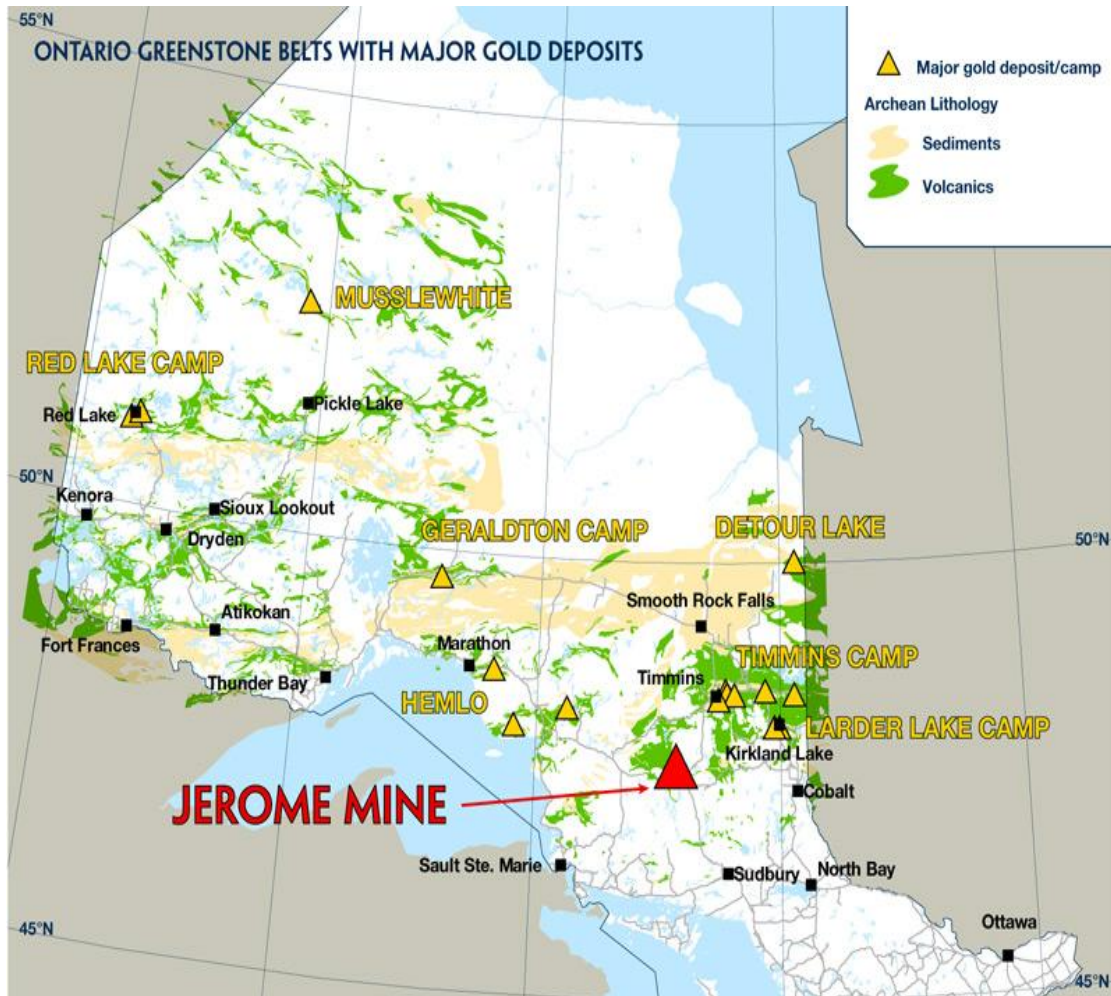 55°N
ONTARIO GREENSTONE BELTS WITH MAJOR GOLD DEPOSITS
Major gold deposit/camp
Archean Lithology
Sediments
Volcanics
MUSSLEWHITE
RED LAKE CAMP
Red Lake
Pickle Lake
50°N
Kenora
Sioux Lookout
Dryden
GERALDTON CAMP
DETOUR LAKE
50°N
Smooth Rock Falls
Atikokan
Fort Frances
Marathon
TIMMINS CAMP
Timmins
Thunder Bay
HEMLO
LARDER LAKE CAMP
Kirkland Lake
JEROME MINE
Cobalt
Sault Ste. Marie
Sudbury
North Bay
Ottawa
45°N
45°N